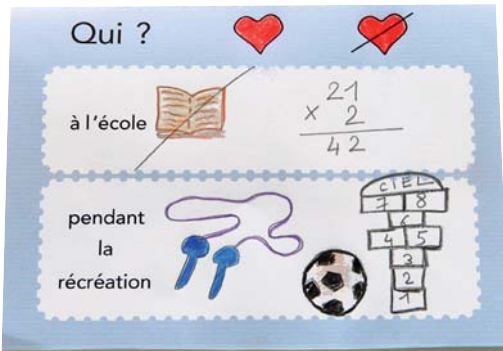 Qui ?
à l'école
21
x 2
42
pendant
la
récréation
CIEL
7 8
6
4 5
3
2
1